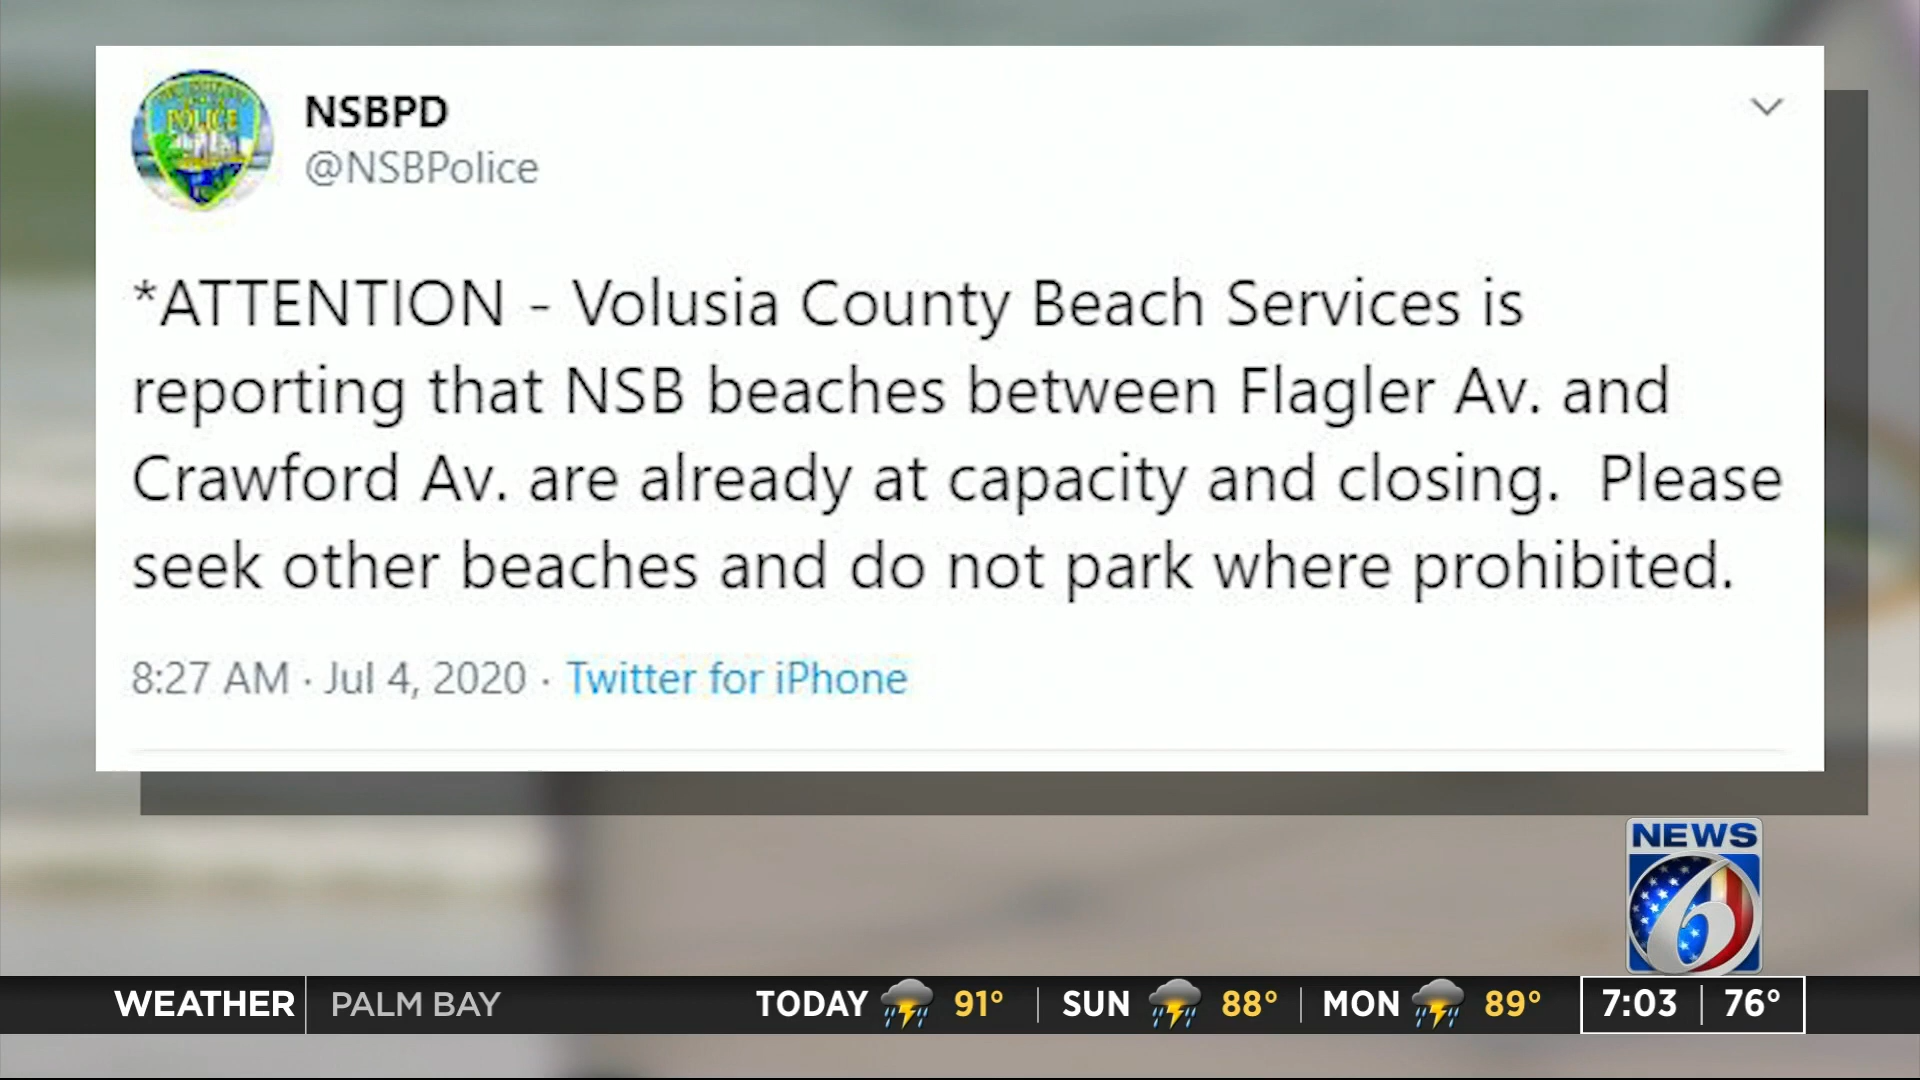 POLICE
NSBPD
@NSBPolice
*ATTENTION - Volusia County Beach Services is
reporting that NSB beaches between Flagler Av. and
Crawford Av. are already at capacity and closing.  Please
seek other beaches and do not park where prohibited.
8:27 AM · Jul 4, 2020 · Twitter for iPhone
NEWS
6
WEATHER PALM BAY TODAY 91° SUN 88° MON 89° 7:03 76°